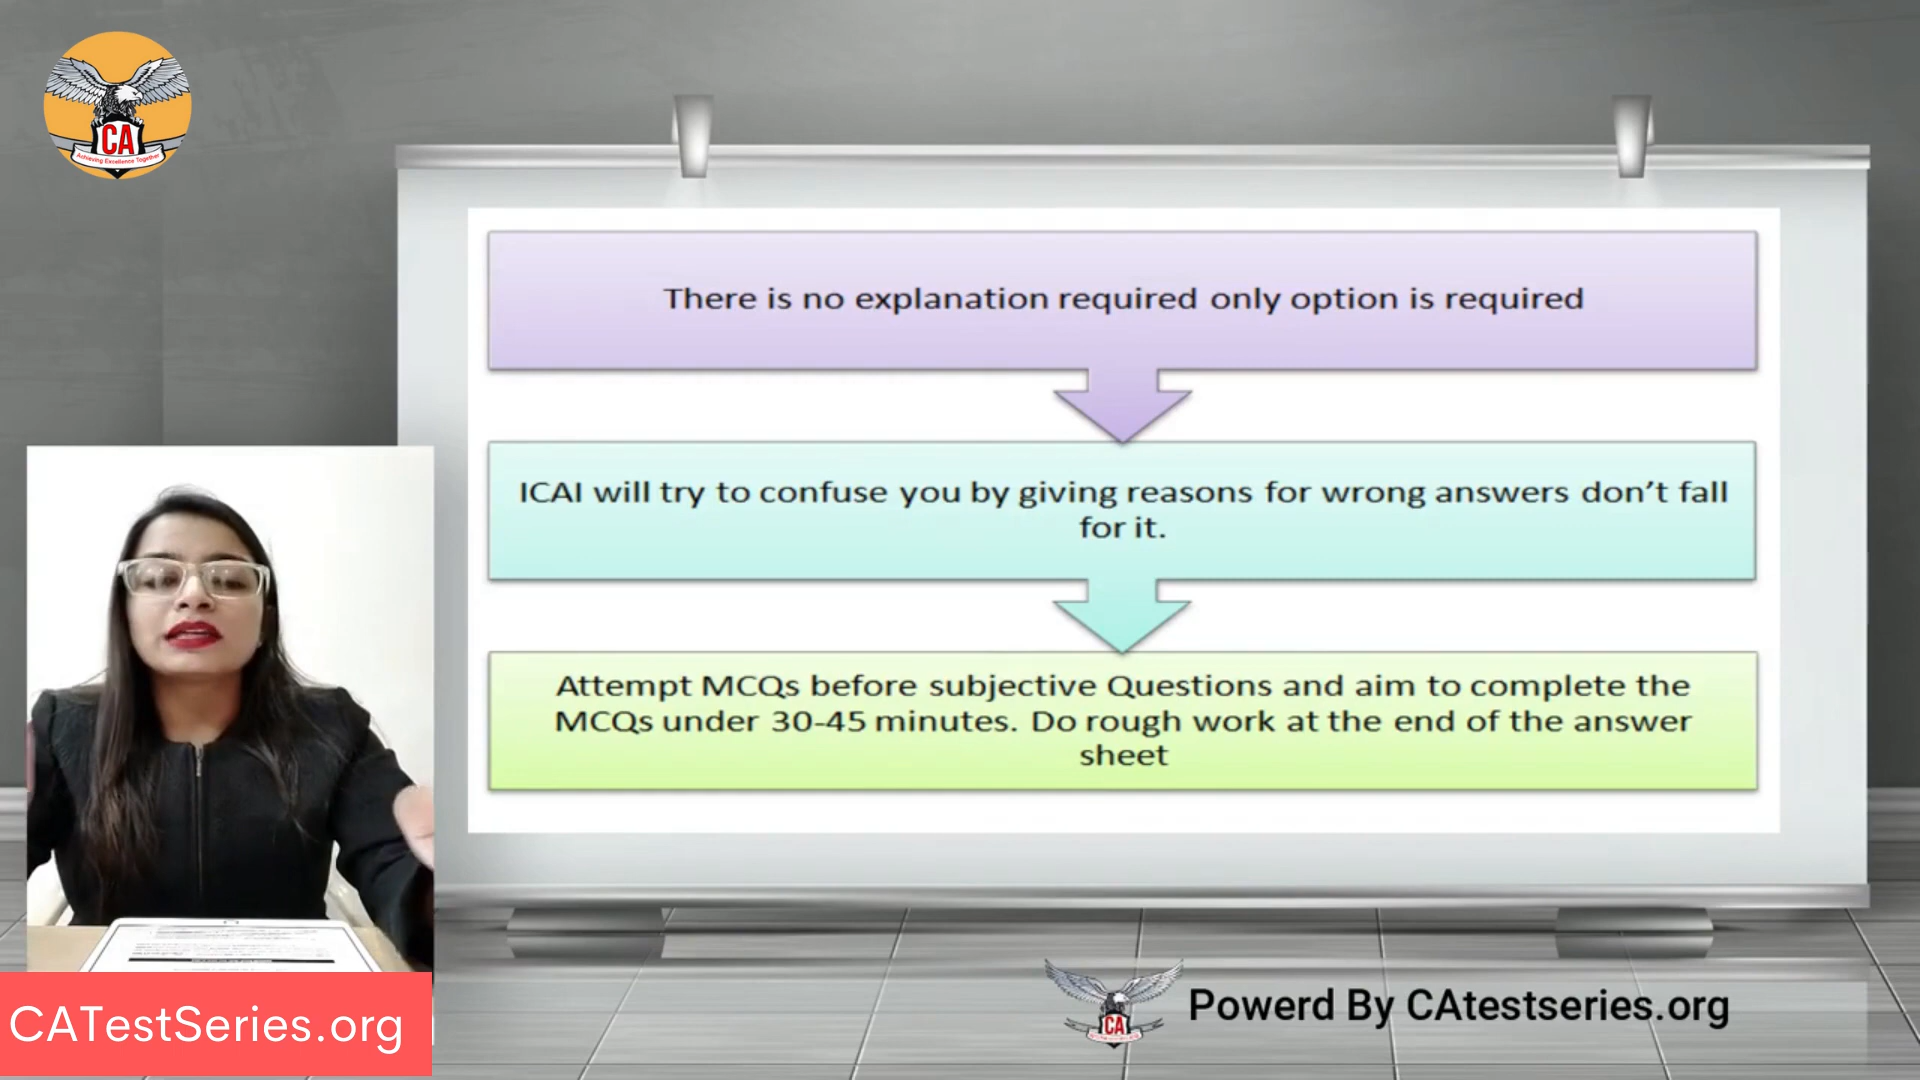 CA
Achieving Excellence Together
There is no explanation required only option is required
ICAI will try to confuse you by giving reasons for wrong answers don't fall
for it.
Attempt MCQs before subjective Questions and aim to complete the
MCQs under 30-45 minutes. Do rough work at the end of the answer
sheet
CATestSeries.org
CA
Powerd By CAtestseries.org